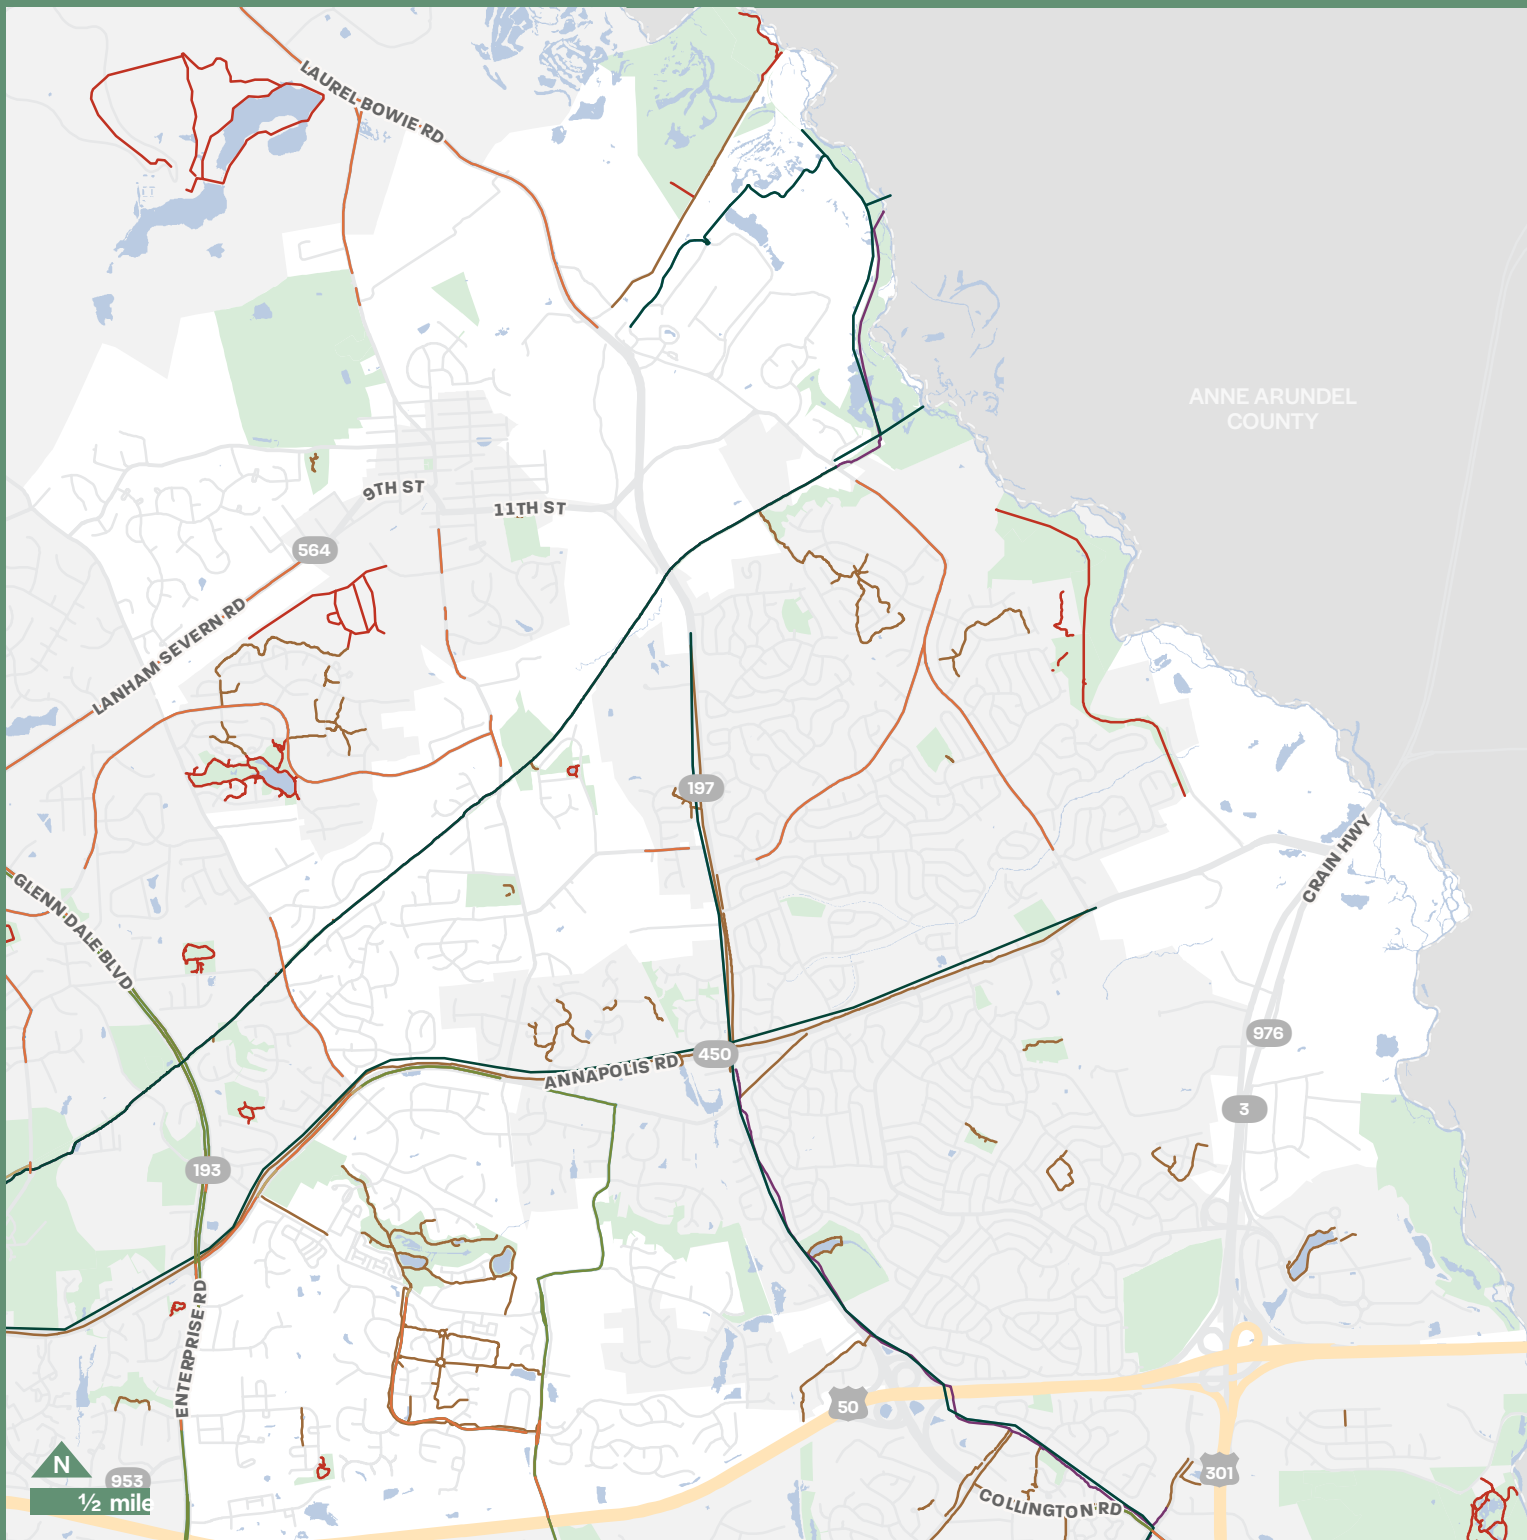 LAUREL BOWIE RD
ANNE ARUNDEL
COUNTY
9TH ST
11TH ST
564
LANHAM SEVERN RD
197
CRAIN HWY
GLENN DALE BLVD
976
450
ANNAPOLIS RD
3
193
ENTERPRISE RD
50
N
953
301
½ mile
COLLINGTON RD